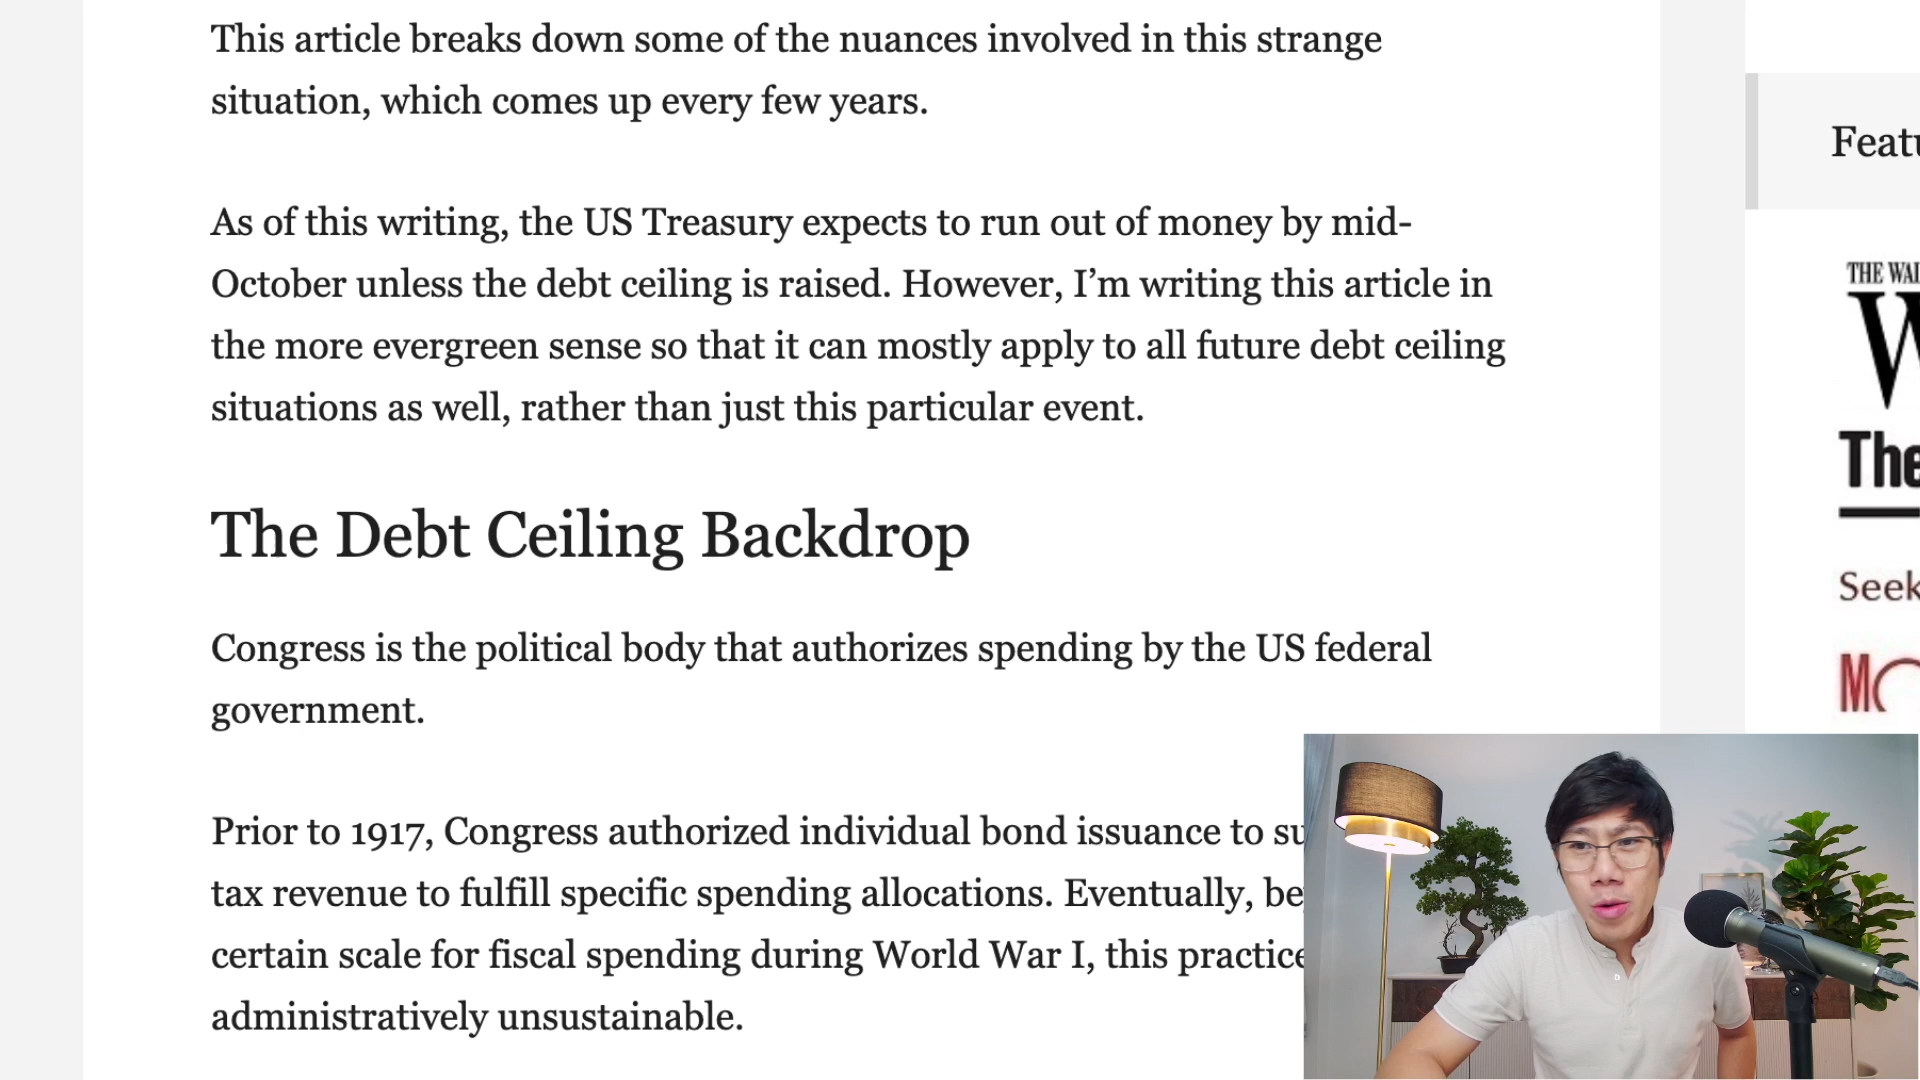 This article breaks down some of the nuances involved in this strange
situation, which comes up every few years.
As of this writing, the US Treasury expects to run out of money by mid-
October unless the debt ceiling is raised. However, I’m writing this article in
the more evergreen sense so that it can mostly apply to all future debt ceiling
situations as well, rather than just this particular event.
The Debt Ceiling Backdrop
Congress is the political body that authorizes spending by the US federal
government.
Prior to 1917, Congress authorized individual bond issuance to
tax revenue to fulfill specific spending allocations. Eventually,
certain scale for fiscal spending during World War I, this practice
administratively unsustainable.
THE
W
The